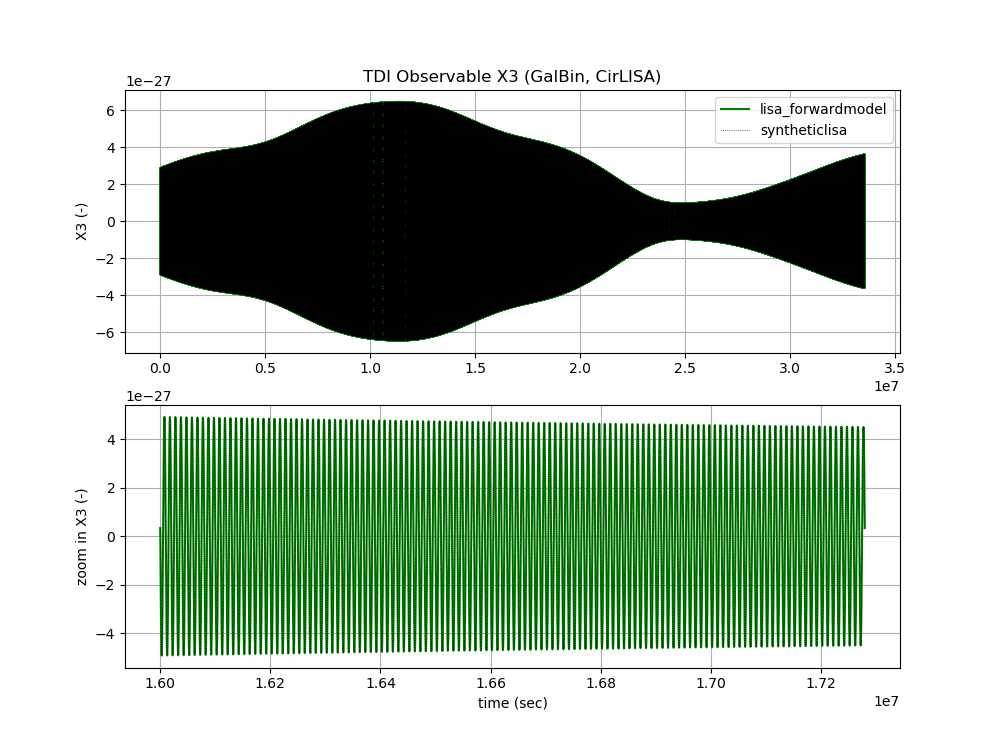 TDI Observable X3 (GalBin, CirLISA)
1e−27
6
4
2
0
−2
−4
−6
X3 (-)
lisa_forwardmodel
syntheticlisa
0.0 0.5 1.0 1.5 2.0 2.5 3.0 3.5
1e7
1e−27
4
2
0
−2
−4
zoom in X3 (-)
1.60 1.62 1.64 1.66 1.68 1.70 1.72
time (sec)
1e7